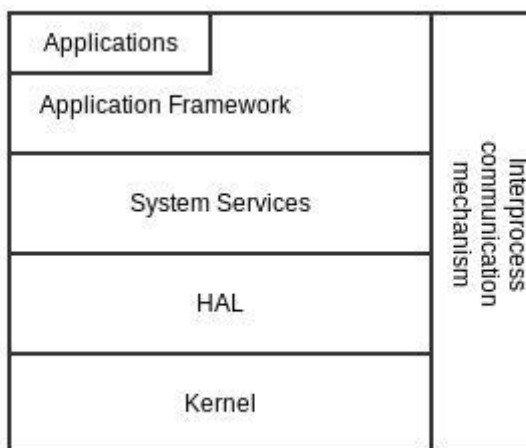 Applications
Application Framework
System Services
HAL
Kernel
Interprocess
communication
mechanism